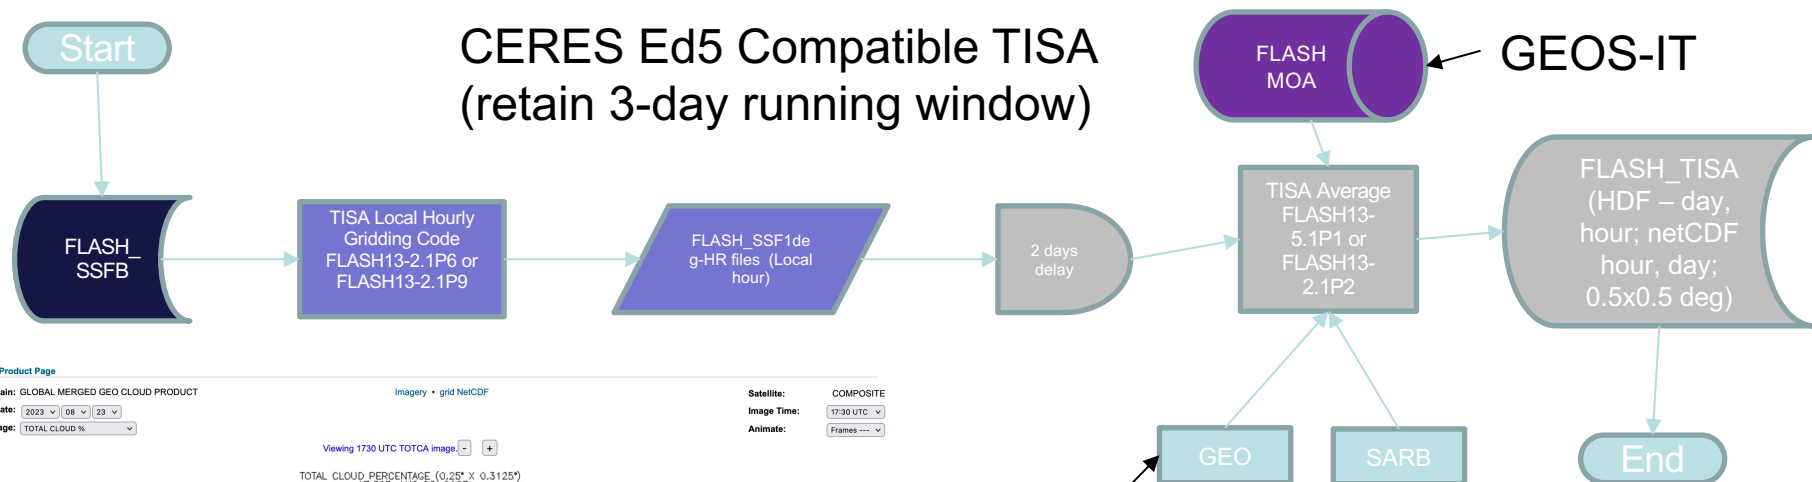 Start
CERES Ed5 Compatible TISA
(retain 3-day running window)
FLASH
MOA
GEOS-IT
FLASH_
SSFB
TISA Local Hourly
Gridding Code
FLASH13-2.1P6 or
FLASH13-2.1P9
FLASH_SSF1de
g-HR files (Local
hour)
2 days
delay
TISA Average
FLASH13-
5.1P1 or
FLASH13-
2.1P2
FLASH_TISA
(HDF – day,
hour; netCDF
hour, day;
0.5x0.5 deg)
GEO
SARB
End
Product Page
ain: GLOBAL MERGED GEO CLOUD PRODUCT
Imagery • grid NetCDF
Satellite: COMPOSITE
ate: 2023 08 23
Image Time: 17:30 UTC
age: TOTAL CLOUD %
Animate: Frames ---
Viewing 1730 UTC TOTCA image. - +
TOTAL CLOUD PERCENTAGE (0.25° X 0.3125°)